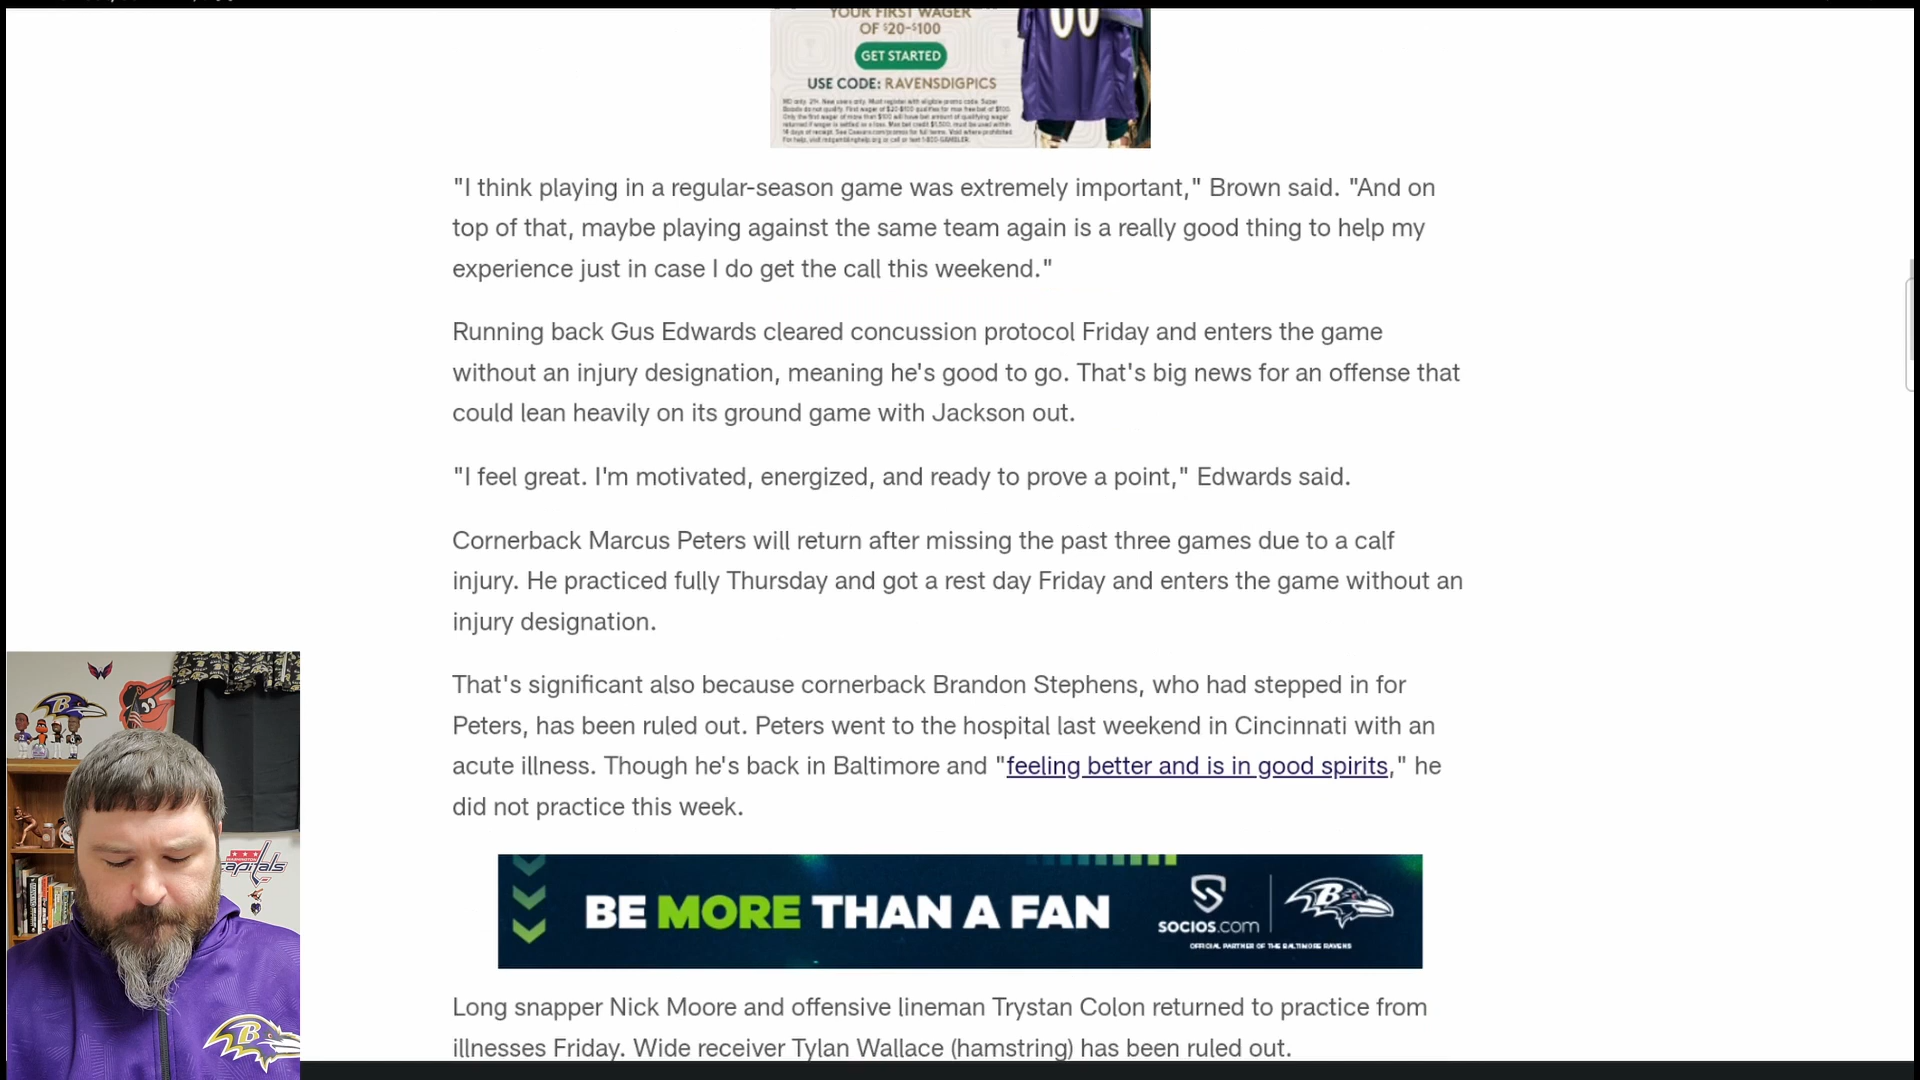 YOUR FIRST WAGER
OF $20-$100
GET STARTED
USE CODE: RAVENSDIGPICS
"I think playing in a regular-season game was extremely important," Brown said. "And on
top of that, maybe playing against the same team again is a really good thing to help my
experience just in case I do get the call this weekend."
Running back Gus Edwards cleared concussion protocol Friday and enters the game
without an injury designation, meaning he's good to go. That's big news for an offense that
could lean heavily on its ground game with Jackson out.
"I feel great. I'm motivated, energized, and ready to prove a point," Edwards said.
Cornerback Marcus Peters will return after missing the past three games due to a calf
injury. He practiced fully Thursday and got a rest day Friday and enters the game without an
injury designation.
That's significant also because cornerback Brandon Stephens, who had stepped in for
Peters, has been ruled out. Peters went to the hospital last weekend in Cincinnati with an
acute illness. Though he's back in Baltimore and "feeling better and is in good spirits," he
did not practice this week.
BE MORE THAN A FAN
SOCIOS.com
B
OFFICIAL PARTNER OF THE BALTIMORE RAVENS
Long snapper Nick Moore and offensive lineman Trystan Colon returned to practice from
illnesses Friday. Wide receiver Tylan Wallace (hamstring) has been ruled out.
B
capitals
B